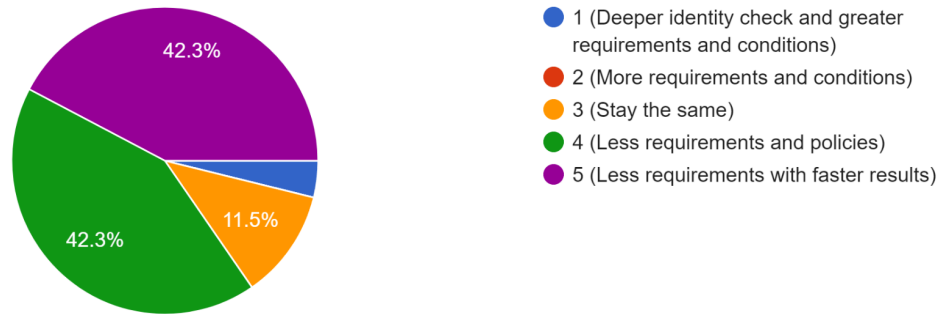 42.3%
42.3%
11.5%
1 (Deeper identity check and greater
requirements and conditions)
2 (More requirements and conditions)
3 (Stay the same)
4 (Less requirements and policies)
5 (Less requirements with faster results)